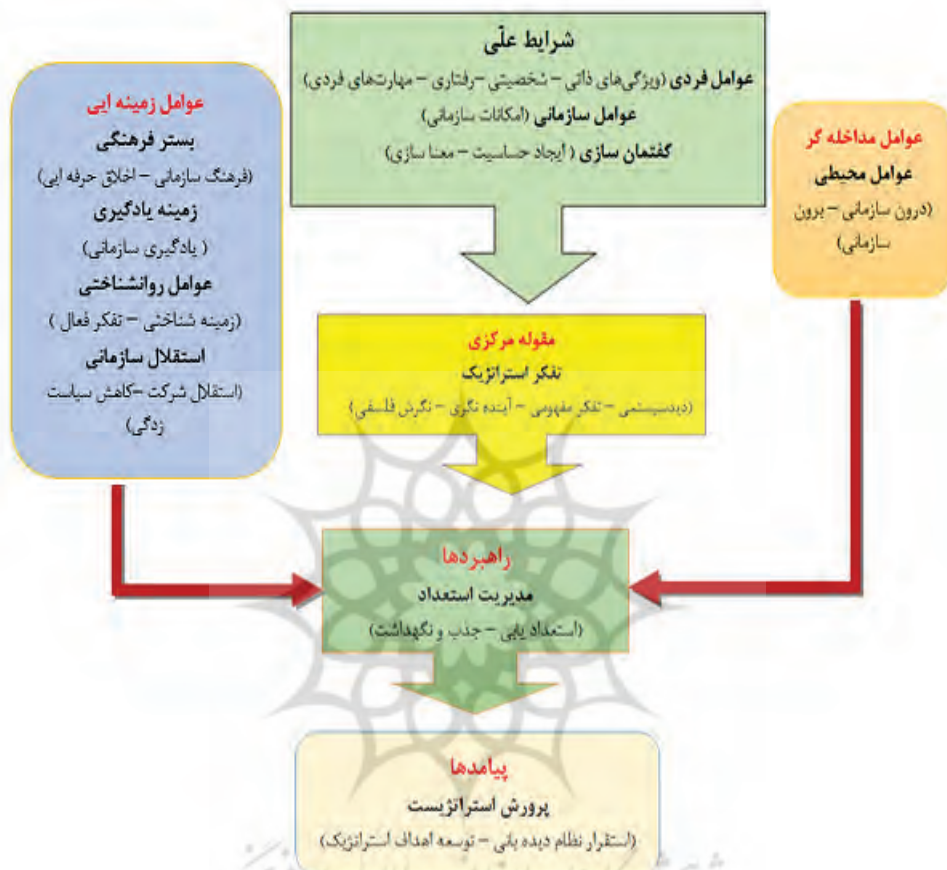 شرایط علّی
عوامل فردی (ویژگی‌های ذاتی – شخصیتی – رفتاری – مهارت‌های فردی)
عوامل سازمانی (امکانات سازمانی)
گفتمان سازی ( ایجاد حساسیت – معنا سازی)
عوامل مداخله گر
عوامل محیطی
(درون سازمانی – برون
سازمانی)
عوامل زمینه ایی
بستر فرهنگی
(فرهنگ سازمانی – اخلاق حرفه ایی)
زمینه یادگیری
( یادگیری سازمانی)
عوامل روانشناختی
(زمینه شناختی – تفکر فعال )
استقلال سازمانی
(استقلال شرکت –کاهش سیاست
زدگی)
مقوله مرکزی
تفکر استراتژیک
(دیدسیستمی – تفکر مفهومی – آینده نگری – نگرش فلسفی)
راهبردها
مدیریت استعداد
(استعداد یابی – جذب و نگهداشت)
پیامدها
پرورش استراتژیست
(استقرار نظام دیده بانی – توسعه اهداف استراتژیک)